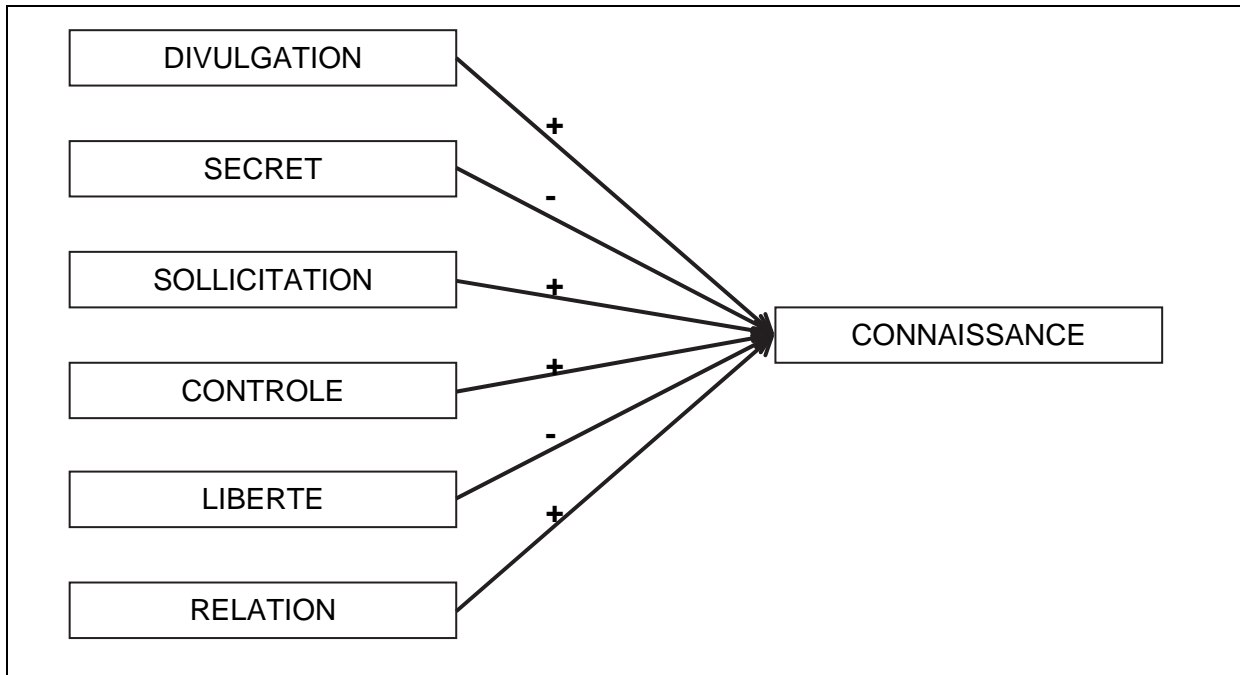 DIVULGATION
+
SECRET
-
SOLLICITATION
+
CONNAISSANCE
CONTROLE
+
LIBERTE
-
RELATION
+